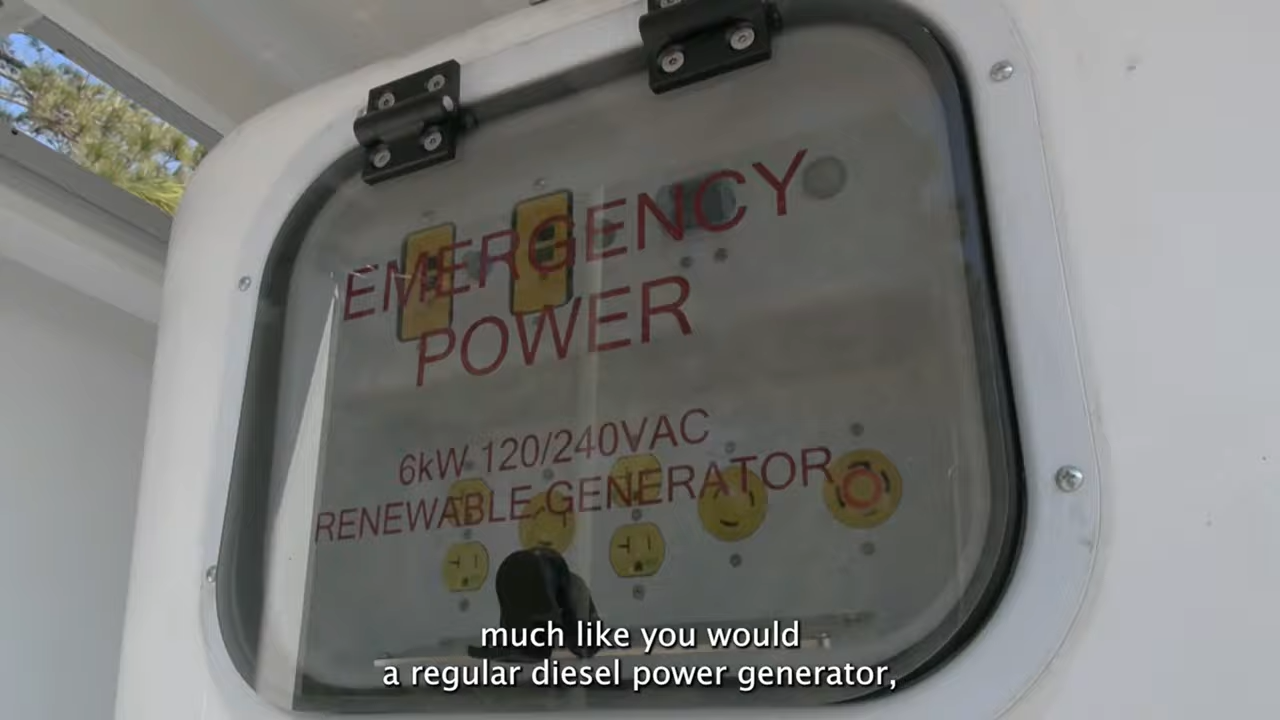 EMERGENCY
POWER
6kW 120/240VAC
RENEWABLE GENERATOR
much like you would
a regular diesel power generator,